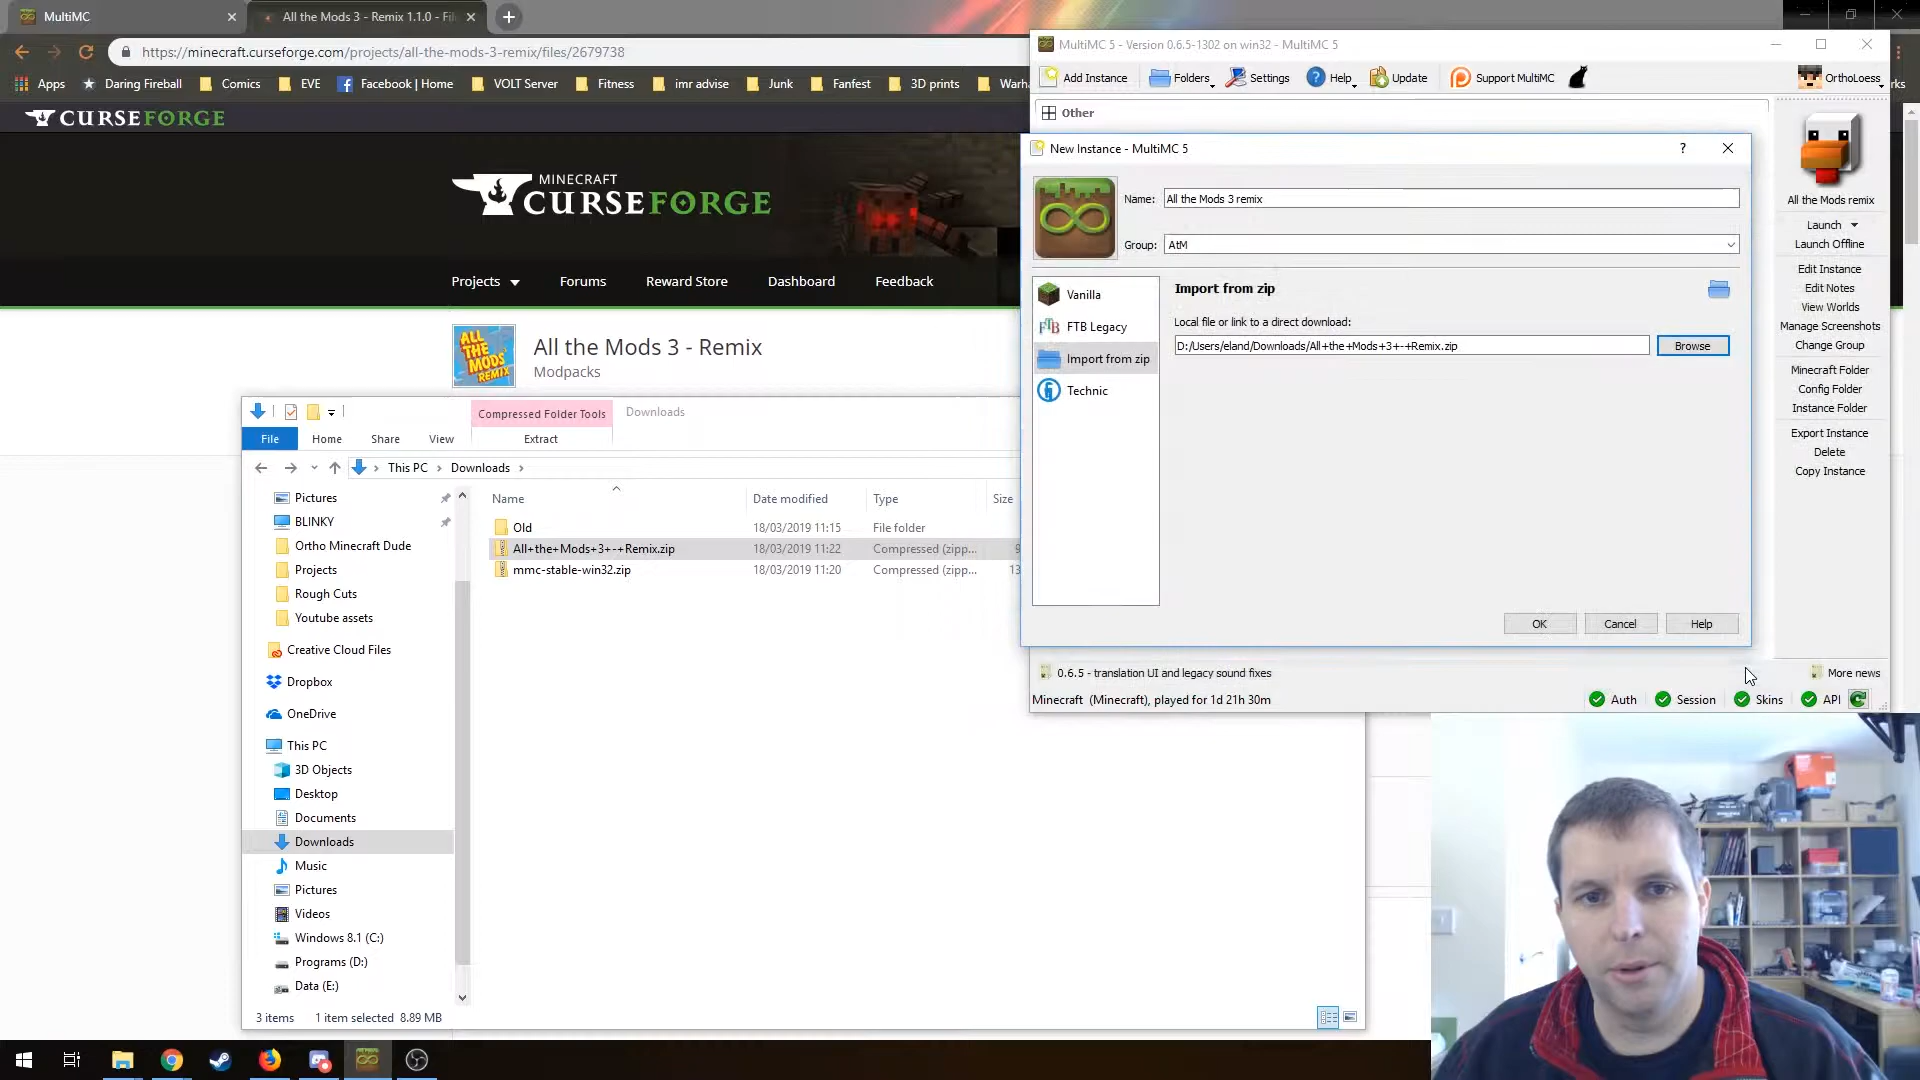 MultiMC
All the Mods 3 - Remix 1.1.0 - Fil
https://minecraft.curseforge.com/projects/all-the-mods-3-remix/files/2679738
Apps
Daring Fireball
Comics
EVE
Facebook | Home
VOLT Server
Fitness
imr advise
Junk
Fanfest
3D prints
Warh
rks
CURSEFORGE
MINECRAFT
CURSEFORGE
Projects
Forums
Reward Store
Dashboard
Feedback
ALL THE MODS REMIX
All the Mods 3 - Remix
Modpacks
MultiMC 5 - Version 0.6.5-1302 on win32 - MultiMC 5
Add Instance
Folders
Settings
Help
Update
Support MultiMC
OrthoLoess
Other
New Instance - MultiMC 5
?
Name:
All the Mods 3 remix
Group:
AtM
Vanilla
FTB Legacy
Import from zip
Technic
Import from zip
Local file or link to a direct download:
D:/Users/eland/Downloads/All+the+Mods+3+-+Remix.zip
Browse
OK
Cancel
Help
All the Mods remix
Launch
Launch Offline
Edit Instance
Edit Notes
View Worlds
Manage Screenshots
Change Group
Minecraft Folder
Config Folder
Instance Folder
Export Instance
Delete
Copy Instance
0.6.5 - translation UI and legacy sound fixes
More news
Minecraft (Minecraft), played for 1d 21h 30m
Auth
Session
Skins
API
Compressed Folder Tools
Downloads
File
Home
Share
View
Extract
This PC
Downloads
Name
Date modified
Type
Size
Old
18/03/2019 11:15
File folder
All+the+Mods+3+-+Remix.zip
18/03/2019 11:22
Compressed (zipp...
9
mmc-stable-win32.zip
18/03/2019 11:20
Compressed (zipp...
13
Pictures
BLINKY
Ortho Minecraft Dude
Projects
Rough Cuts
Youtube assets
Creative Cloud Files
Dropbox
OneDrive
This PC
3D Objects
Desktop
Documents
Downloads
Music
Pictures
Videos
Windows 8.1 (C:)
Programs (D:)
Data (E:)
3 items
1 item selected 8.89 MB